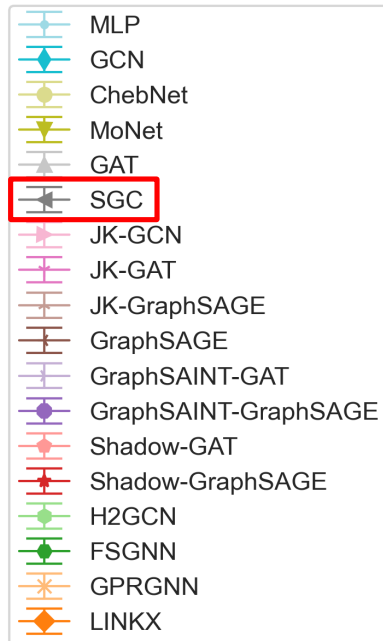 MLP
GCN
ChebNet
MoNet
GAT
SGC
JK-GCN
JK-GAT
JK-GraphSAGE
GraphSAGE
GraphSAINT-GAT
GraphSAINT-GraphSAGE
Shadow-GAT
Shadow-GraphSAGE
H2GCN
FSGNN
GPRGNN
LINKX